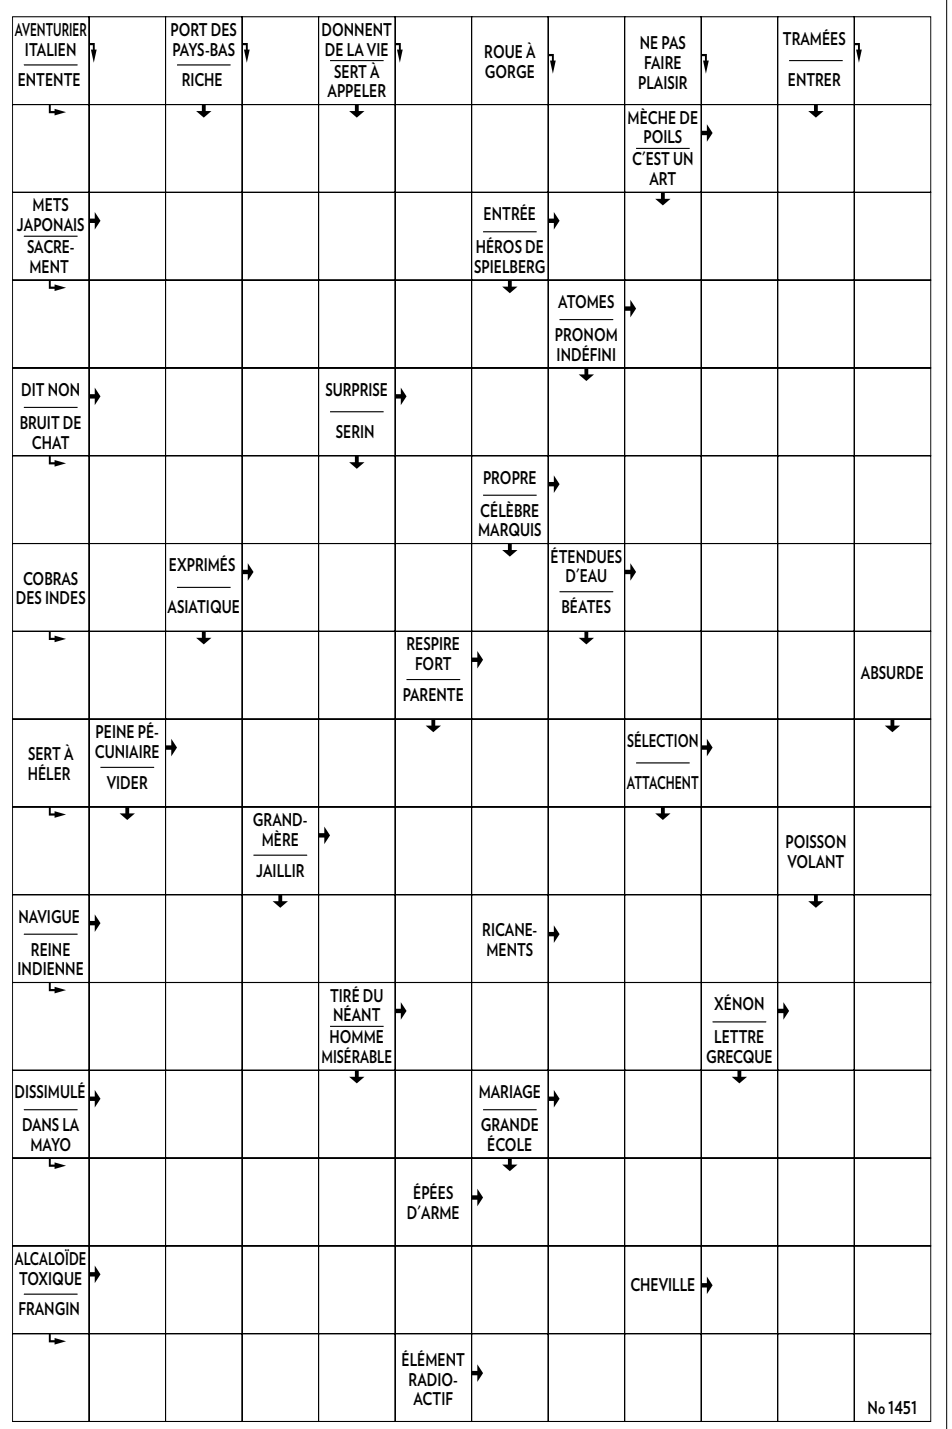 AVENTURIER
ITALIEN
ENTENTE
PORT DES
PAYS-BAS
RICHE
DONNENT
DE LA VIE
SERT À
APPELER
ROUE À
GORGE
NE PAS
FAIRE
PLAISIR
TRAMÉES
ENTRER
MÈCHE DE
POILS
C'EST UN
ART
METS
JAPONAIS
SACRE-
MENT
ENTRÉE
HÉROS DE
SPIELBERG
ATOMES
PRONOM
INDÉFINI
DIT NON
BRUIT DE
CHAT
SURPRISE
SERIN
PROPRE
CÉLÈBRE
MARQUIS
COBRAS
DES INDES
EXPRIMÉS
ASIATIQUE
ÉTENDUES
D'EAU
BÉATES
RESPIRE
FORT
PARENTE
ABSURDE
SERT À
HÉLER
PEINE PÉ-
CUNIAIRE
VIDER
SÉLECTION
ATTACHENT
GRAND-
MÈRE
JAILLIR
POISSON
VOLANT
NAVIGUE
REINE
INDIENNE
RICANE-
MENTS
TIRÉ DU
NÉANT
HOMME
MISÉRABLE
XÉNON
LETTRE
GRECQUE
DISSIMULÉ
DANS LA
MAYO
MARIAGE
GRANDE
ÉCOLE
ÉPÉES
D'ARME
ALCALOÏDE
TOXIQUE
FRANGIN
CHEVILLE
ÉLÉMENT
RADIO-
ACTIF
No 1451